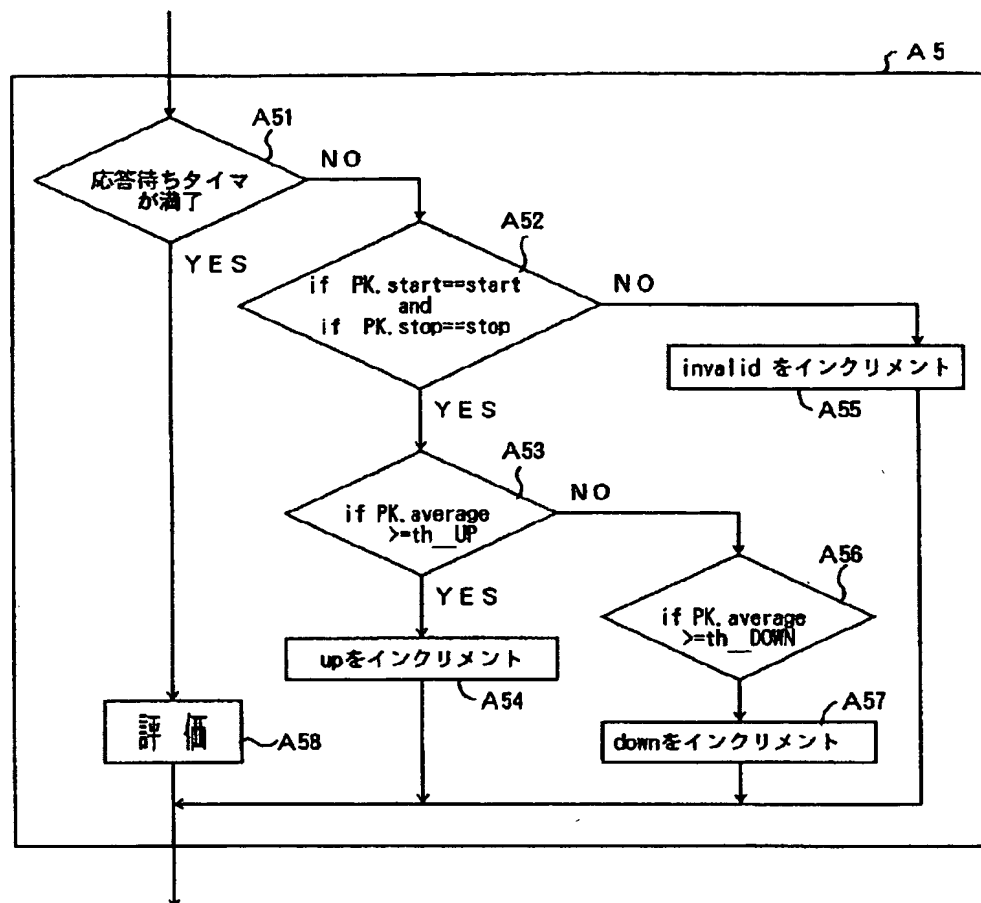 A5
A51
応答待ちタイマ
が満了
NO
YES
A52
if PK.start==start
and
if PK.stop==stop
NO
YES
invalid をインクリメント
A55
A53
if PK.average
>=th__UP
NO
YES
A56
if PK.average
>=th__DOWN
upをインクリメント
A54
A57
downをインクリメント
評 価
A58